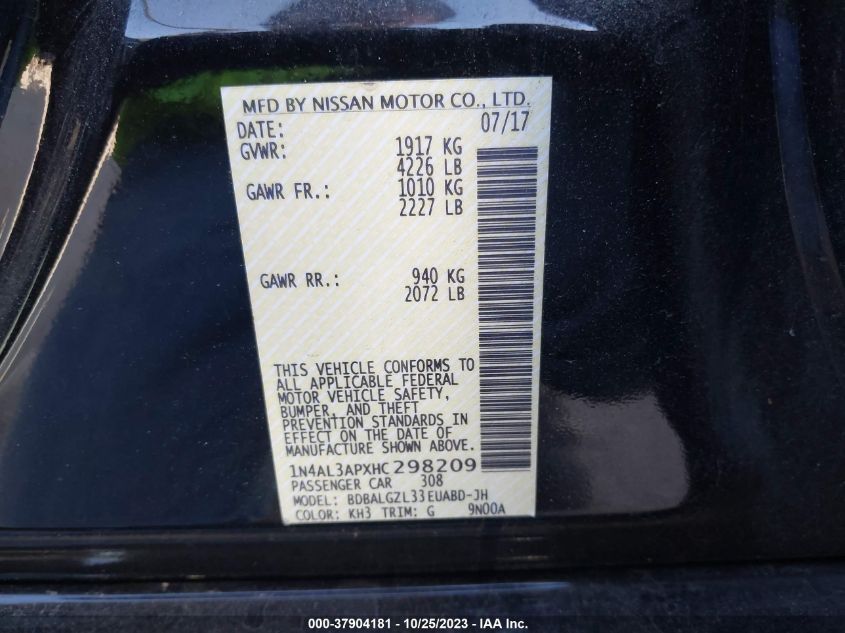 MFD BY NISSAN MOTOR CO., LTD.
DATE: 07/17
GVWR: 1917 KG
4226 LB
GAWR FR.: 1010 KG
2227 LB
GAWR RR.: 940 KG
2072 LB
THIS VEHICLE CONFORMS TO
ALL APPLICABLE FEDERAL
MOTOR VEHICLE SAFETY,
BUMPER, AND THEFT
PREVENTION STANDARDS IN
EFFECT ON THE DATE OF
MANUFACTURE SHOWN ABOVE.
1N4AL3APXHC298209
PASSENGER CAR 308
MODEL: BDBALGZL33EUABD-JH
COLOR: KH3 TRIM: G 9N00A
000-37904181 - 10/25/2023 - IAA Inc.